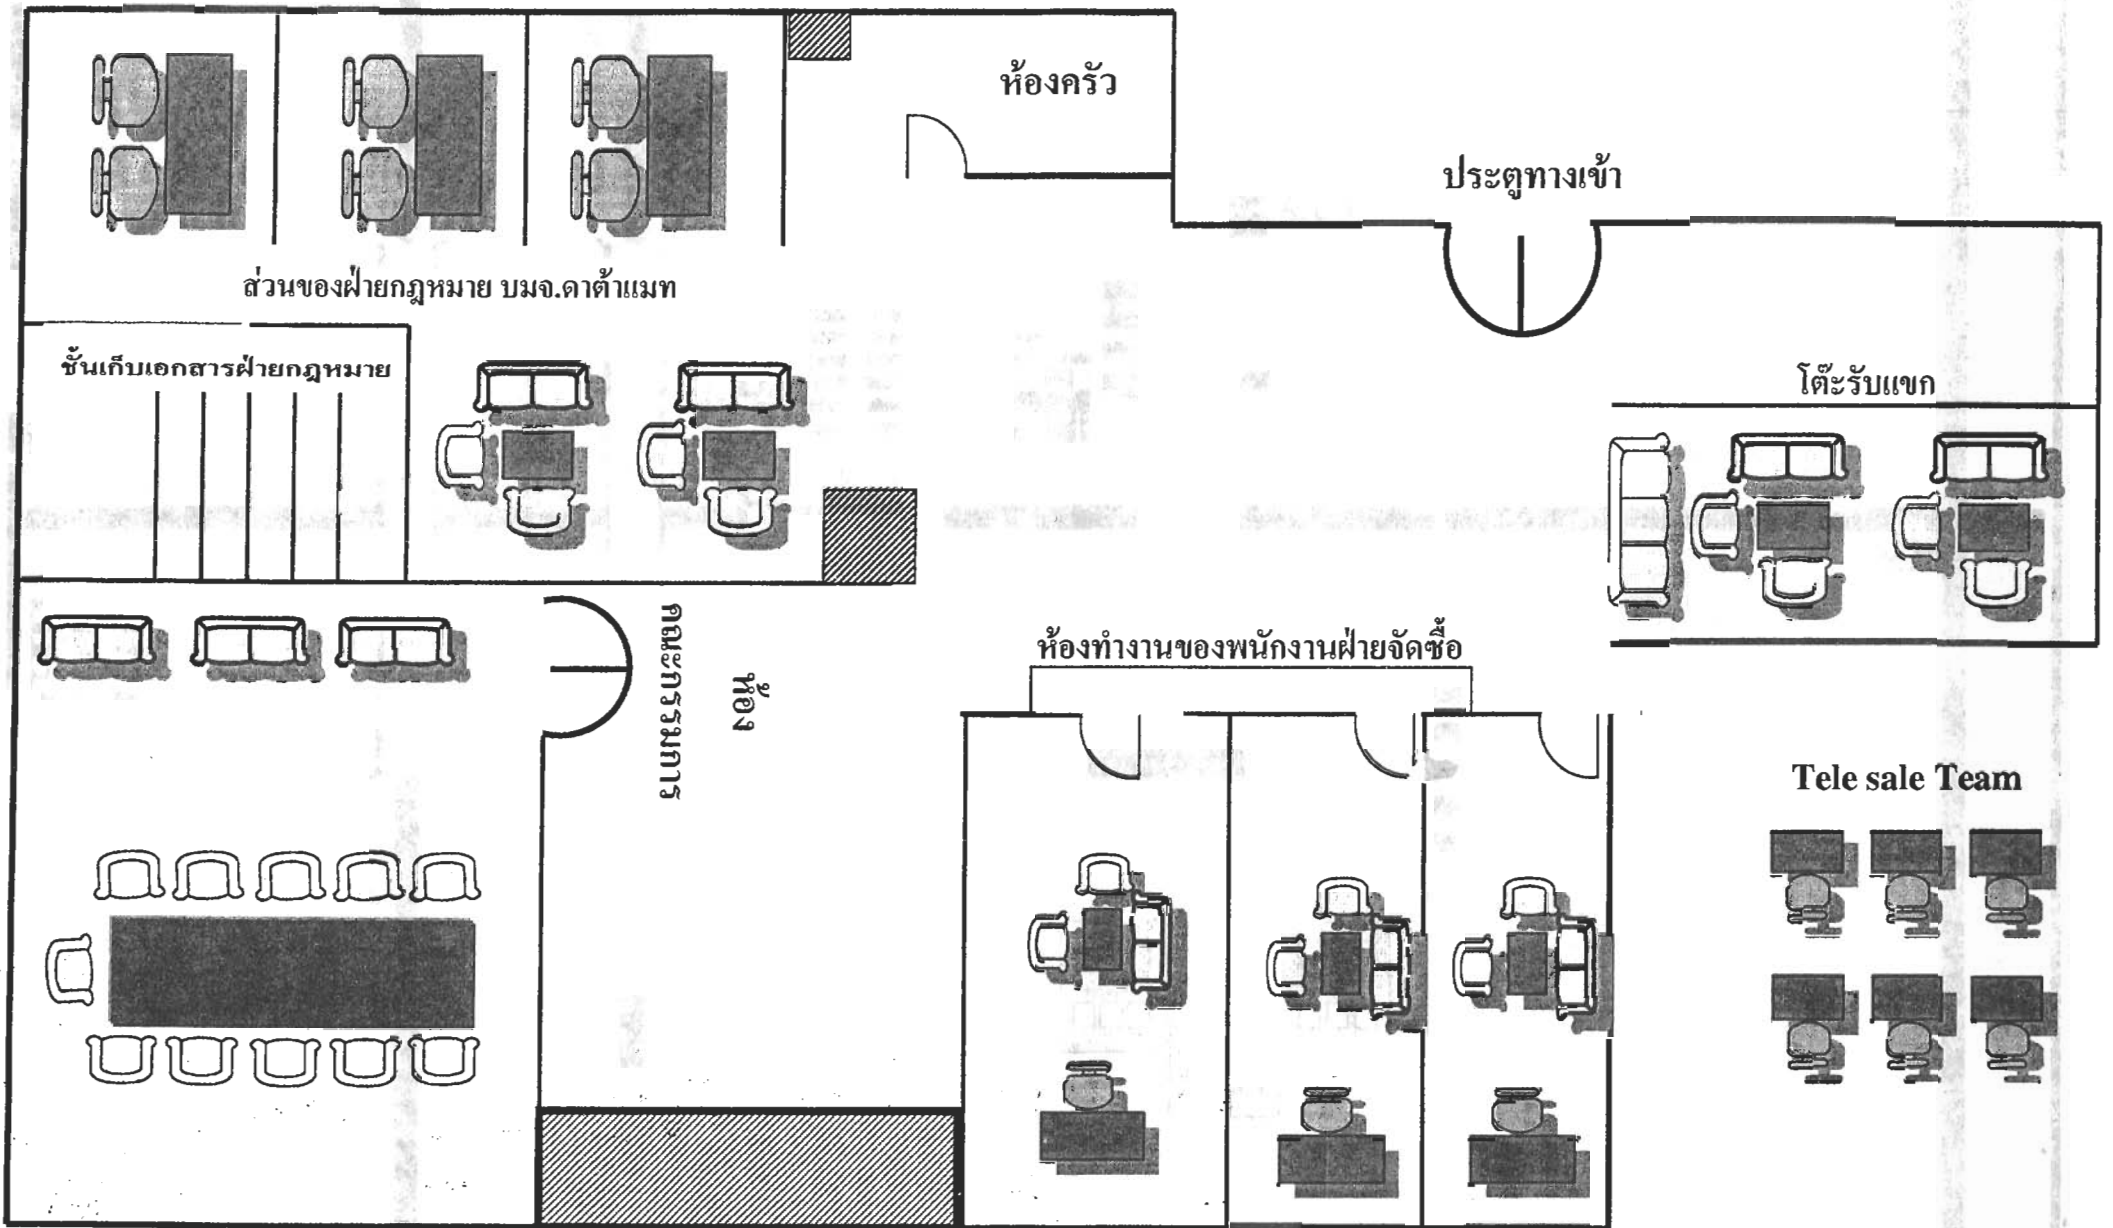 ห้องครัว
ประตูทางเข้า
ส่วนของฝ่ายกฎหมาย บมจ.ดาต้าแมท
ชั้นเก็บเอกสารฝ่ายกฎหมาย
โต๊ะรับแขก
ห้อง
คณะกรรมการ
ห้องทำงานของพนักงานฝ่ายจัดซื้อ
Tele sale Team